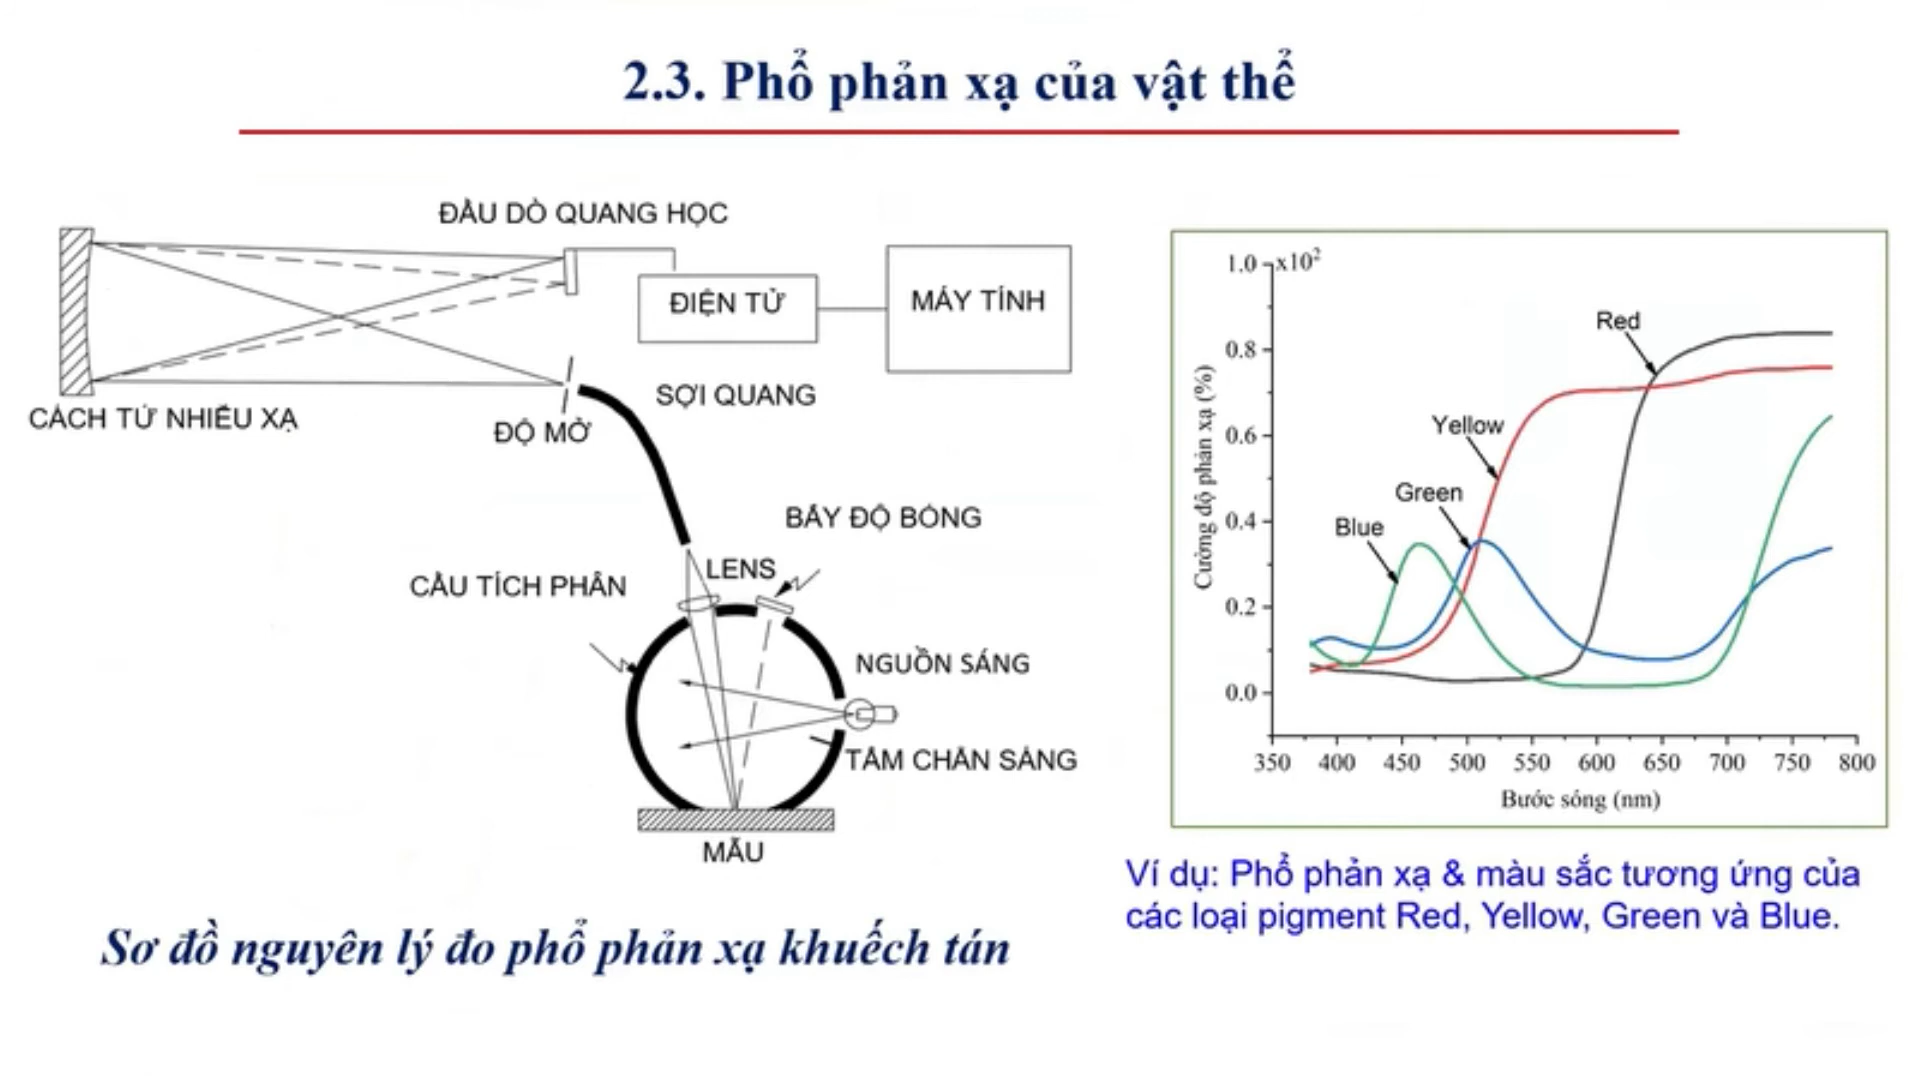 2.3. Phổ phản xạ của vật thể
ĐẦU DÒ QUANG HỌC
ĐIỆN TỬ
MÁY TÍNH
SỢI QUANG
CÁCH TỬ NHIỄU XẠ
ĐỘ MỞ
BẪY ĐỘ BÓNG
LENS
CẦU TÍCH PHÂN
NGUỒN SÁNG
TẤM CHẮN SÁNG
MẪU
Sơ đồ nguyên lý đo phổ phản xạ khuếch tán
1.0 x10²
0.8
0.6
0.4
0.2
0.0
Cường độ phản xạ (%)
Red
Yellow
Green
Blue
350 400 450 500 550 600 650 700 750 800
Bước sóng (nm)
Ví dụ: Phổ phản xạ & màu sắc tương ứng của
các loại pigment Red, Yellow, Green và Blue.